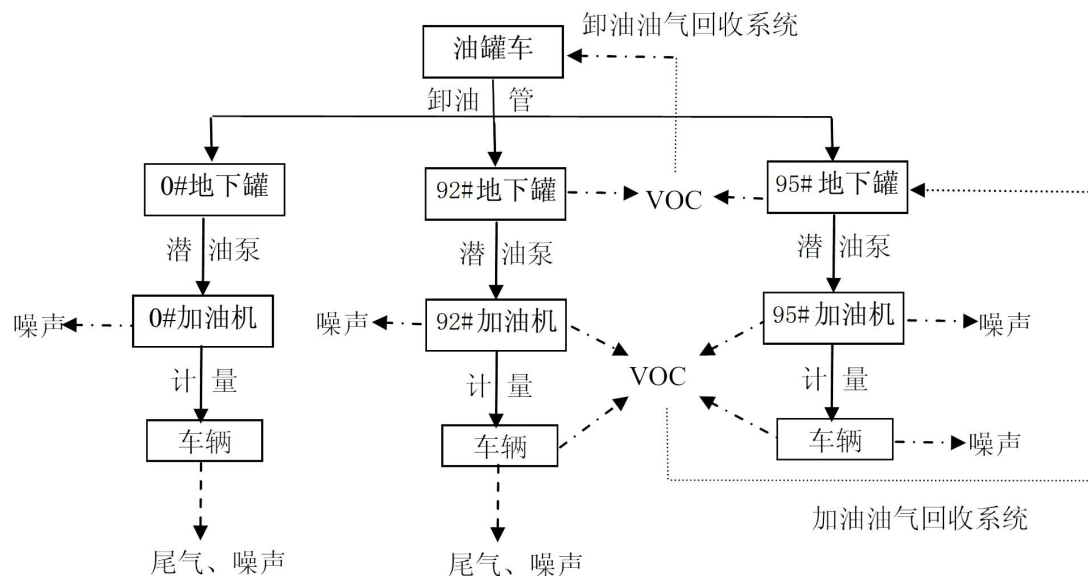 卸油油气回收系统
油罐车
卸油 管
0#地下罐
92#地下罐
VOC
95#地下罐
潜 油泵
潜 油泵
潜 油泵
噪声
0#加油机
噪声
92#加油机
95#加油机
噪声
VOC
计 量
计 量
计 量
车辆
车辆
车辆
噪声
加油油气回收系统
尾气、噪声
尾气、噪声